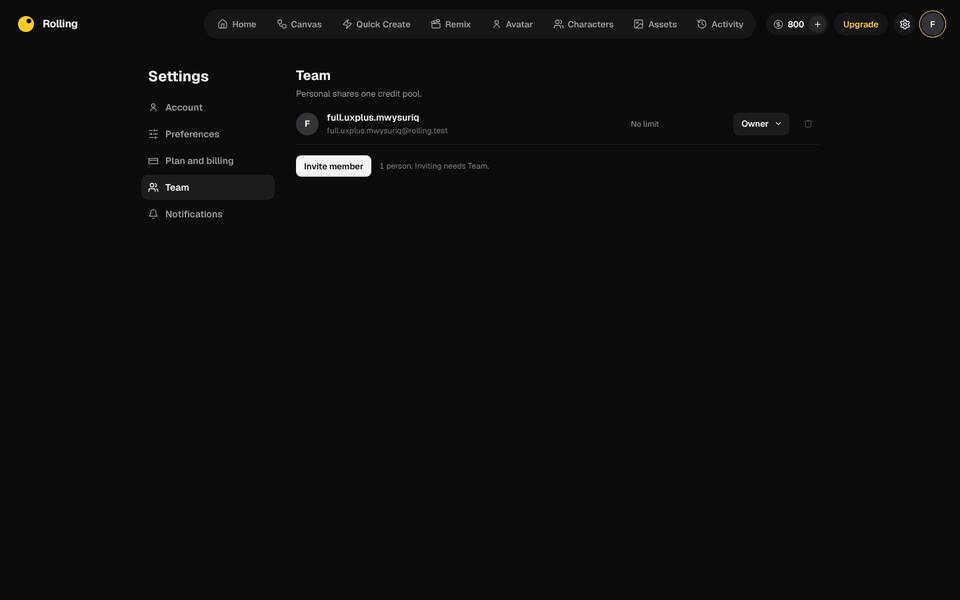 Rolling
Home
Canvas
Quick Create
Remix
Avatar
Characters
Assets
Activity
800
Upgrade
F
Settings
Account
Preferences
Plan and billing
Team
Notifications
Team
Personal shares one credit pool.
F
full.uxplus.mwysuriq
full.uxplus.mwysuriq@rolling.test
No limit
Owner
Invite member
1 person. Inviting needs Team.